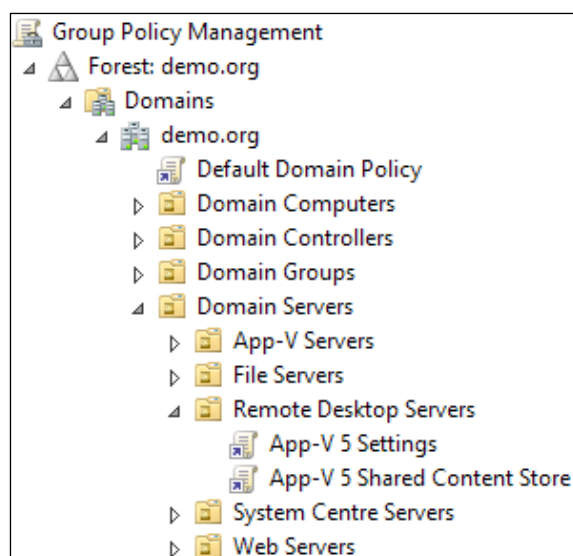 Group Policy Management
Forest: demo.org
Domains
demo.org
Default Domain Policy
Domain Computers
Domain Controllers
Domain Groups
Domain Servers
App-V Servers
File Servers
Remote Desktop Servers
App-V 5 Settings
App-V 5 Shared Content Store
System Centre Servers
Web Servers